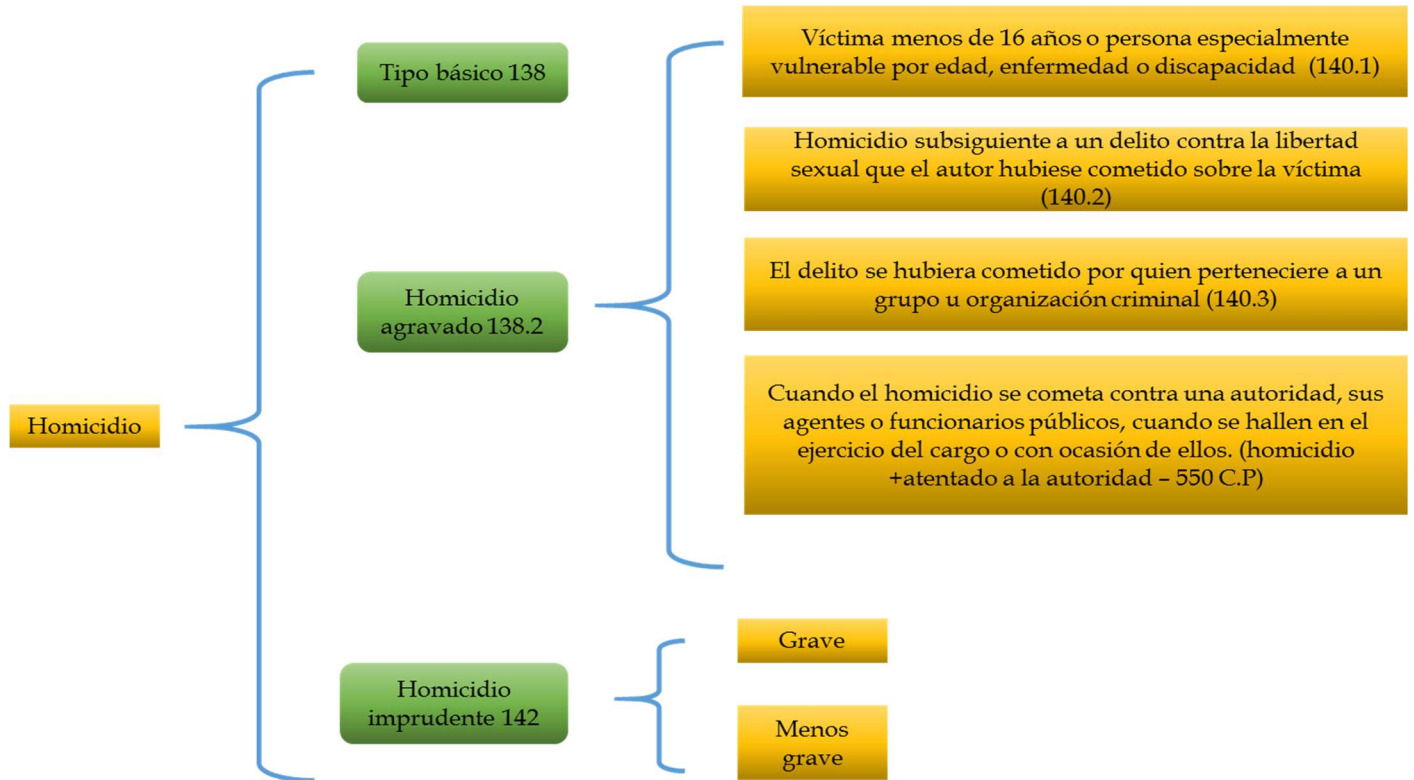 Homicidio
Tipo básico 138
Homicidio
agravado 138.2
Víctima menos de 16 años o persona especialmente
vulnerable por edad, enfermedad o discapacidad (140.1)
Homicidio subsiguiente a un delito contra la libertad
sexual que el autor hubiese cometido sobre la víctima
(140.2)
El delito se hubiera cometido por quien perteneciere a un
grupo u organización criminal (140.3)
Cuando el homicidio se cometa contra una autoridad, sus
agentes o funcionarios públicos, cuando se hallen en el
ejercicio del cargo o con ocasión de ellos. (homicidio
+atentado a la autoridad – 550 C.P)
Homicidio
imprudente 142
Grave
Menos
grave